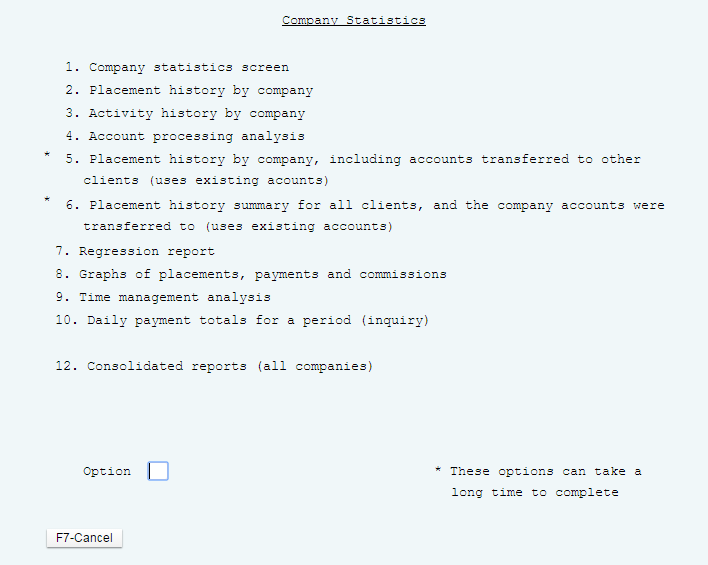 Company Statistics
1. Company statistics screen
2. Placement history by company
3. Activity history by company
4. Account processing analysis
* 5. Placement history by company, including accounts transferred to other
clients (uses existing acounts)
* 6. Placement history summary for all clients, and the company accounts were
transferred to (uses existing accounts)
7. Regression report
8. Graphs of placements, payments and commissions
9. Time management analysis
10. Daily payment totals for a period (inquiry)
12. Consolidated reports (all companies)
Option
* These options can take a
long time to complete
F7-Cancel